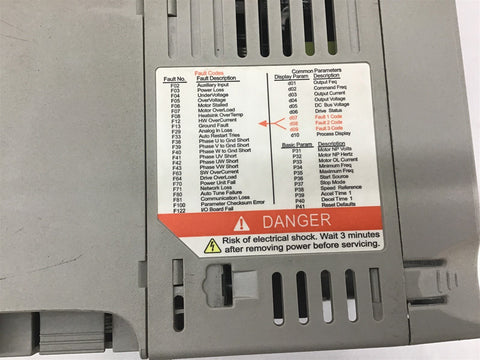 Fault Codes
Fault No. Fault Description
F02 Auxiliary Input
F03 Power Loss
F04 UnderVoltage
F05 OverVoltage
F06 Motor Stalled
F07 Motor OverLoad
F08 Heatsink OverTemp
F12 HW OverCurrent
F13 Ground Fault
F29 Analog In Loss
F33 Auto Restart Tries
F38 Phase U to Gnd Short
F39 Phase V to Gnd Short
F40 Phase W to Gnd Short
F41 Phase UV Short
F42 Phase UW Short
F43 Phase VW Short
F63 SW OverCurrent
F64 Drive OverLoad
F70 Power Unit Fail
F71 Network Loss
F80 Auto Tune Failure
F81 Communication Loss
F100 Parameter Checksum Error
F122 I/O Board Fail
Common Parameters
Display Param. Description
d01 Output Freq
d02 Command Freq
d03 Output Current
d04 Output Voltage
d05 DC Bus Voltage
d06 Drive Status
d07 Fault 1 Code
d08 Fault 2 Code
d09 Fault 3 Code
d10 Process Display
Basic Param. Description
P31 Motor NP Volts
P32 Motor NP Hertz
P33 Motor OL Current
P34 Minimum Freq
P35 Maximum Freq
P36 Start Source
P37 Stop Mode
P38 Speed Reference
P39 Accel Time 1
P40 Decel Time 1
P41 Reset Defaults
DANGER
Risk of electrical shock. Wait 3 minutes
after removing power before servicing.